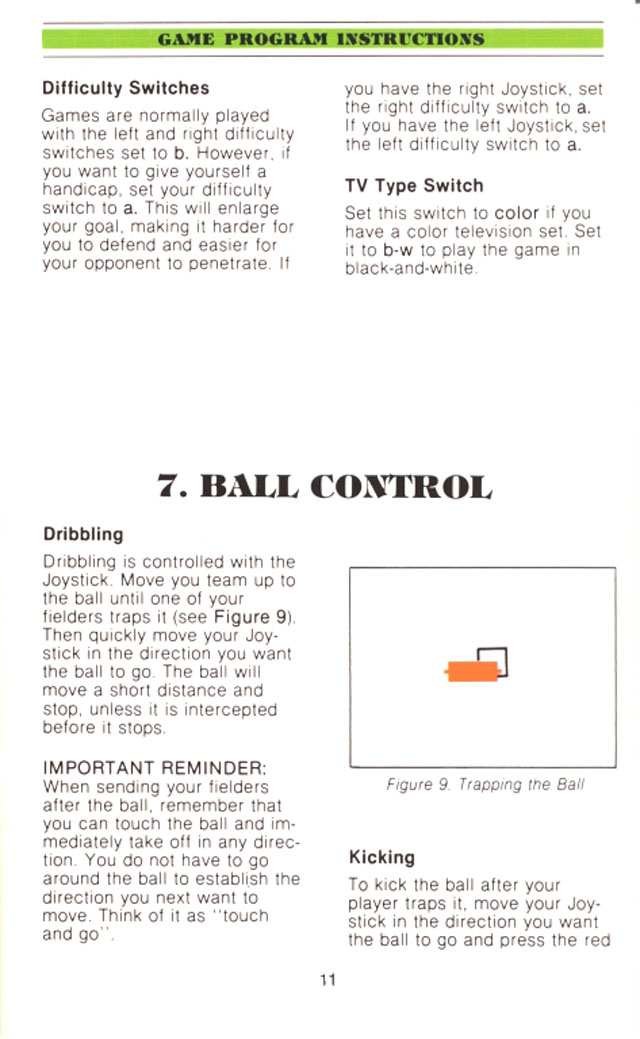 GAME PROGRAM INSTRUCTIONS
Difficulty Switches
Games are normally played
with the left and right difficulty
switches set to b. However, if
you want to give yourself a
handicap, set your difficulty
switch to a. This will enlarge
your goal, making it harder for
you to defend and easier for
your opponent to penetrate. If
you have the right Joystick, set
the right difficulty switch to a.
If you have the left Joystick, set
the left difficulty switch to a.
TV Type Switch
Set this switch to color if you
have a color television set. Set
it to b-w to play the game in
black-and-white.
7. BALL CONTROL
Dribbling
Dribbling is controlled with the
Joystick. Move you team up to
the ball until one of your
fielders traps it (see Figure 9).
Then quickly move your Joy-
stick in the direction you want
the ball to go. The ball will
move a short distance and
stop, unless it is intercepted
before it stops.
IMPORTANT REMINDER:
When sending your fielders
after the ball, remember that
you can touch the ball and im-
mediately take off in any direc-
tion. You do not have to go
around the ball to establish the
direction you next want to
move. Think of it as "touch
and go".
Figure 9. Trapping the Ball
Kicking
To kick the ball after your
player traps it, move your Joy-
stick in the direction you want
the ball to go and press the red
11